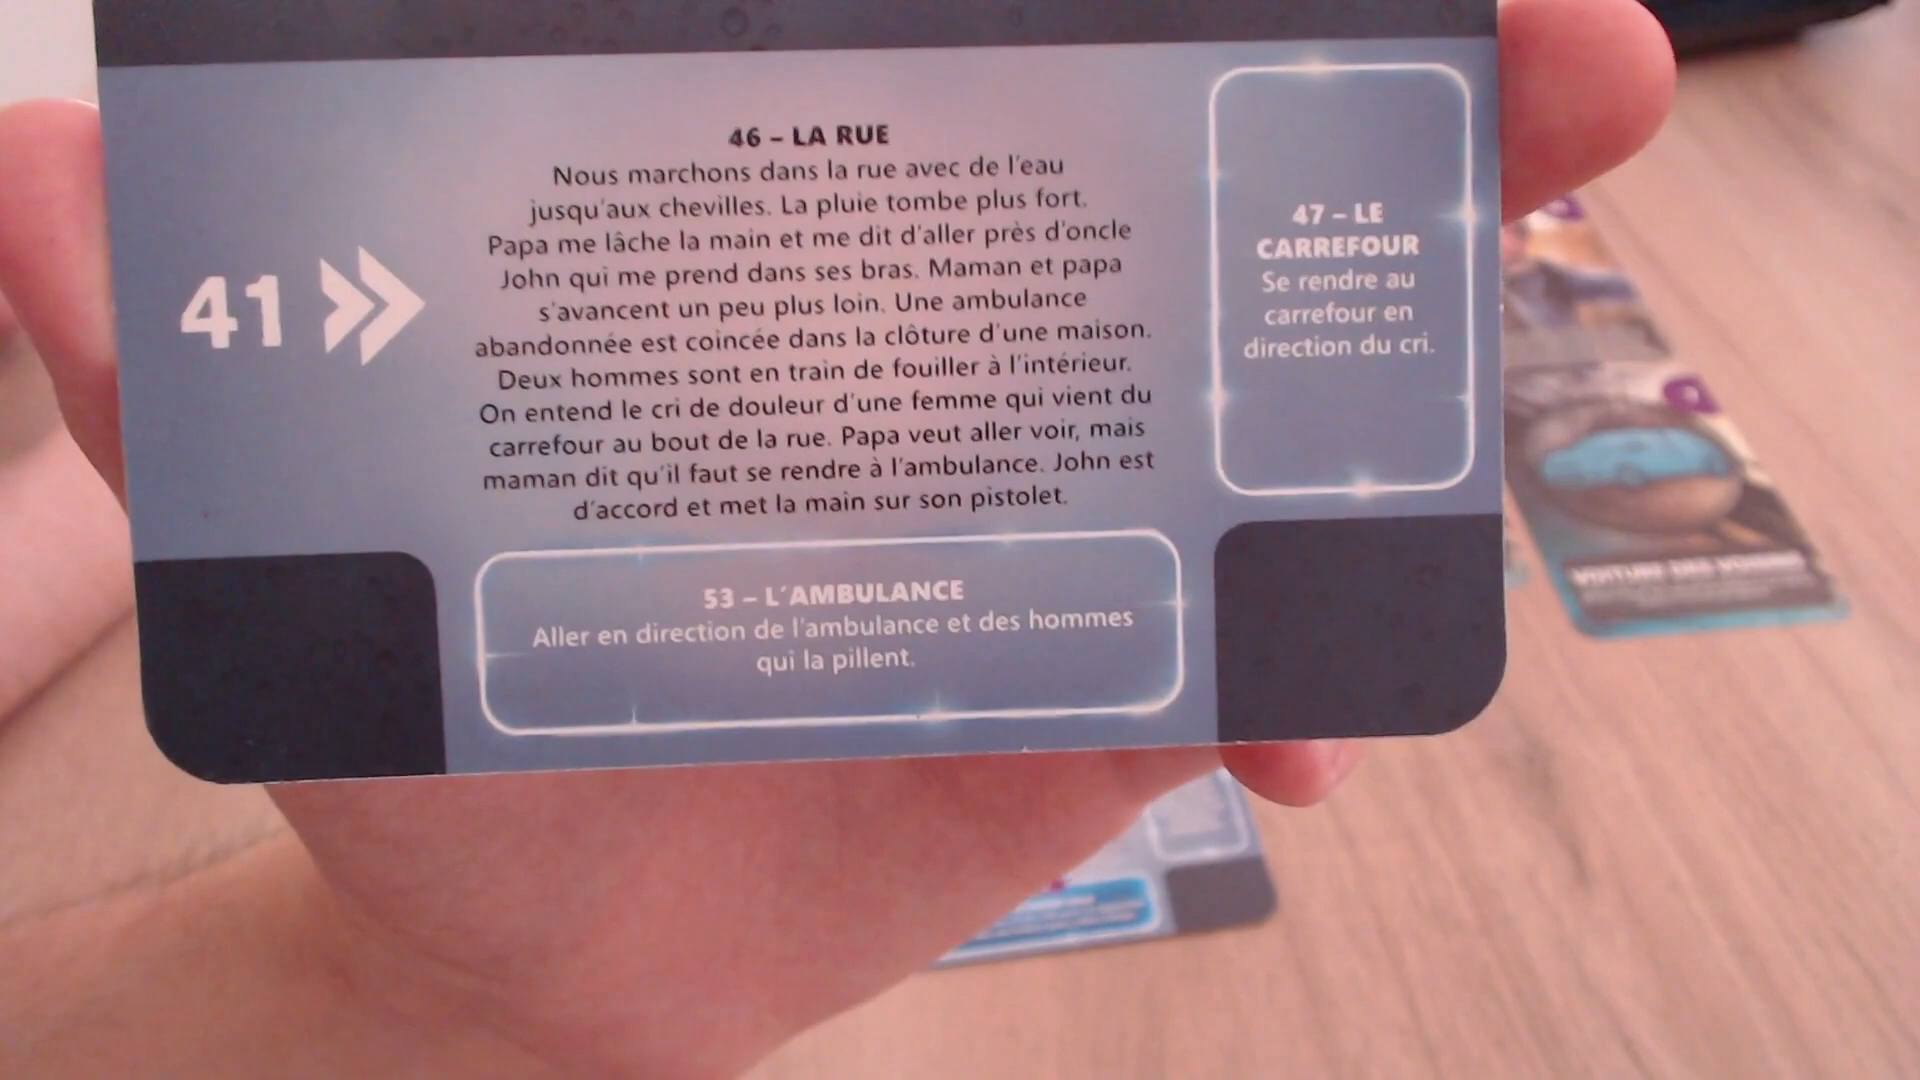 46 – LA RUE
Nous marchons dans la rue avec de l'eau
jusqu'aux chevilles. La pluie tombe plus fort.
Papa me lâche la main et me dit d'aller près d'oncle
John qui me prend dans ses bras. Maman et papa
s'avancent un peu plus loin. Une ambulance
abandonnée est coincée dans la clôture d'une maison.
Deux hommes sont en train de fouiller à l'intérieur.
On entend le cri de douleur d'une femme qui vient du
carrefour au bout de la rue. Papa veut aller voir, mais
maman dit qu'il faut se rendre à l'ambulance. John est
d'accord et met la main sur son pistolet.
41
47 – LE
CARREFOUR
Se rendre au
carrefour en
direction du cri.
53 – L'AMBULANCE
Aller en direction de l'ambulance et des hommes
qui la pillent.
VOITURE DES VOISINS